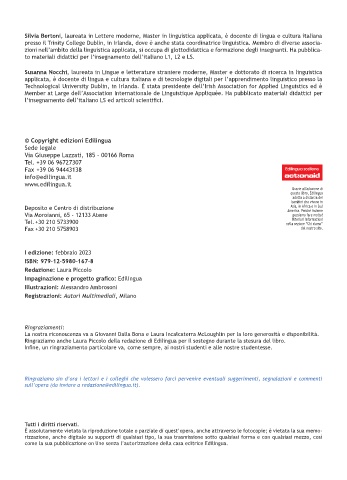 Silvia Bertoni, laureata in Lettere moderne, Master in linguistica applicata, è docente di lingua e cultura italiana
presso il Trinity College Dublin, in Irlanda, dove è anche stata coordinatrice linguistica. Membro di diverse associa-
zioni nell'ambito della linguistica applicata, si occupa di glottodidattica e formazione degli insegnanti. Ha pubblica-
to materiali didattici per l'insegnamento dell'italiano L1, L2 e LS.
Susanna Nocchi, laureata in Lingue e letterature straniere moderne, Master e dottorato di ricerca in linguistica
applicata, è docente di lingua e cultura italiana e di tecnologie digitali per l'apprendimento linguistico presso la
Technological University Dublin, in Irlanda. È stata presidente dell'Irish Association for Applied Linguistics ed è
Member at Large dell'Association Internationale de Linguistique Appliquée. Ha pubblicato materiali didattici per
l'insegnamento dell'italiano LS ed articoli scientifici.
© Copyright edizioni Edilingua
Sede legale
Via Giuseppe Lazzati, 185 - 00166 Roma
Tel. +39 06 96727307
Fax +39 06 94443138
info@edilingua.it
www.edilingua.it
Deposito e Centro di distribuzione
Via Moroianni, 65 - 12133 Atene
Tel. +30 210 5733900
Fax +30 210 5758903
Edilingua sostiene
actionaid
I edizione: febbraio 2023
ISBN: 979-12-5980-167-8
Redazione: Laura Piccolo
Impaginazione e progetto grafico: Edilingua
Illustrazioni: Alessandro Ambrosoni
Registrazioni: Autori Multimediali, Milano
Ringraziamenti:
La nostra riconoscenza va a Giovanni Dalla Bona e Laura Incalcaterra McLoughlin per la loro generosità e disponibilità.
Ringraziamo anche Laura Piccolo della redazione di Edilingua per il sostegno durante la stesura del libro.
Infine, un ringraziamento particolare va, come sempre, ai nostri studenti e alle nostre studentesse.
Ringraziamo sin d'ora i lettori e i colleghi che volessero farci pervenire eventuali suggerimenti, segnalazioni e commenti
sull'opera (da inviare a redazione@edilingua.it).
Tutti i diritti riservati.
È assolutamente vietata la riproduzione totale o parziale di quest'opera, anche attraverso le fotocopie; è vietata la sua memo-
rizzazione, anche digitale su supporti di qualsiasi tipo, la sua trasmissione sotto qualsiasi forma e con qualsiasi mezzo, così
come la sua pubblicazione on line senza l'autorizzazione della casa editrice Edilingua.